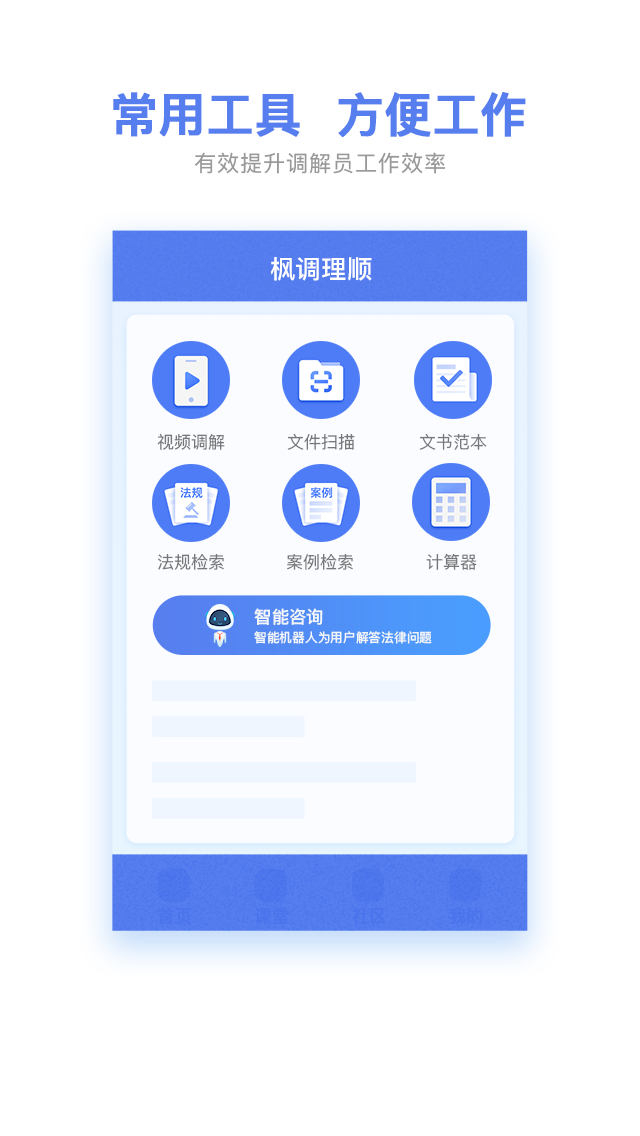 常用工具 方便工作
有效提升调解员工作效率
枫调理顺
视频调解 文件扫描 文书范本
法规 案例
法规检索 案例检索 计算器
智能咨询
智能机器人为用户解答法律问题
首页 课堂 社区 我的